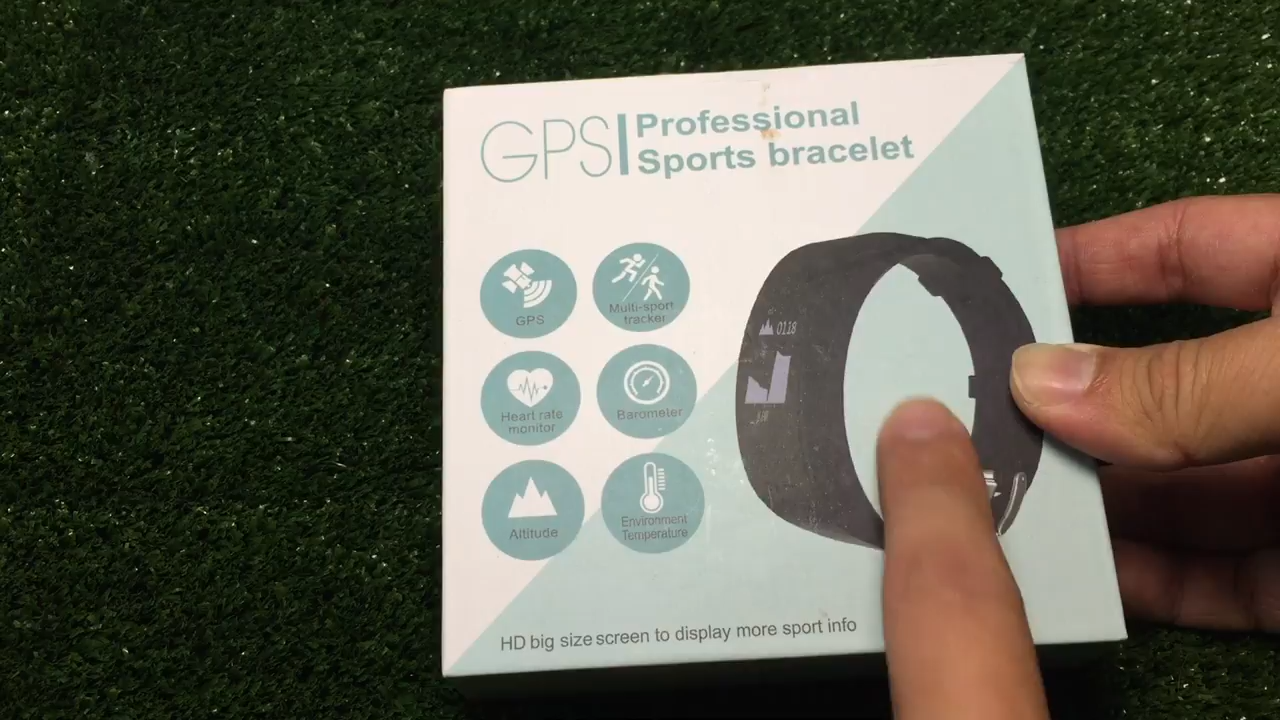 GPS
Professional
Sports bracelet
GPS
Multi-sport
tracker
Heart rate
monitor
Barometer
Altitude
Environment
Temperature
0118
HD big size screen to display more sport info